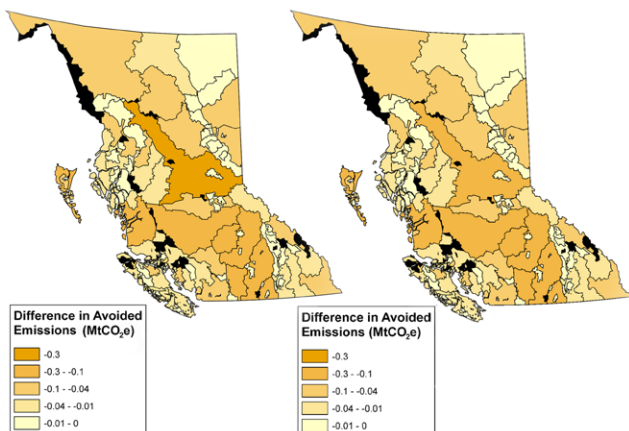 Difference in Avoided
Emissions (MtCO₂e)
-0.3
-0.3 - -0.1
-0.1 - -0.04
-0.04 - -0.01
-0.01 - 0
Difference in Avoided
Emissions (MtCO₂e)
-0.3
-0.3 - -0.1
-0.1 - -0.04
-0.04 - -0.01
-0.01 - 0